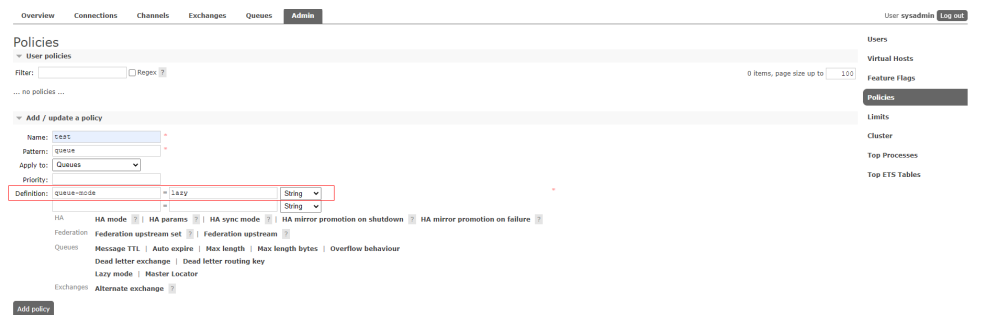 Overview Connections Channels Exchanges Queues Admin User sysadmin Log out
Policies
User policies
Filter: Regex ? 0 items, page size up to 100
... no policies ...
Add / update a policy
Name: test *
Pattern: queue *
Apply to: Queues
Priority:
Definition: queue-mode = lazy String *
= String
HA HA mode ? | HA params ? | HA sync mode ? | HA mirror promotion on shutdown ? HA mirror promotion on failure ?
Federation Federation upstream set ? | Federation upstream ?
Queues Message TTL | Auto expire | Max length | Max length bytes | Overflow behaviour
Dead letter exchange | Dead letter routing key
Lazy mode | Master Locator
Exchanges Alternate exchange ?
Add policy
Users
Virtual Hosts
Feature Flags
Policies
Limits
Cluster
Top Processes
Top ETS Tables